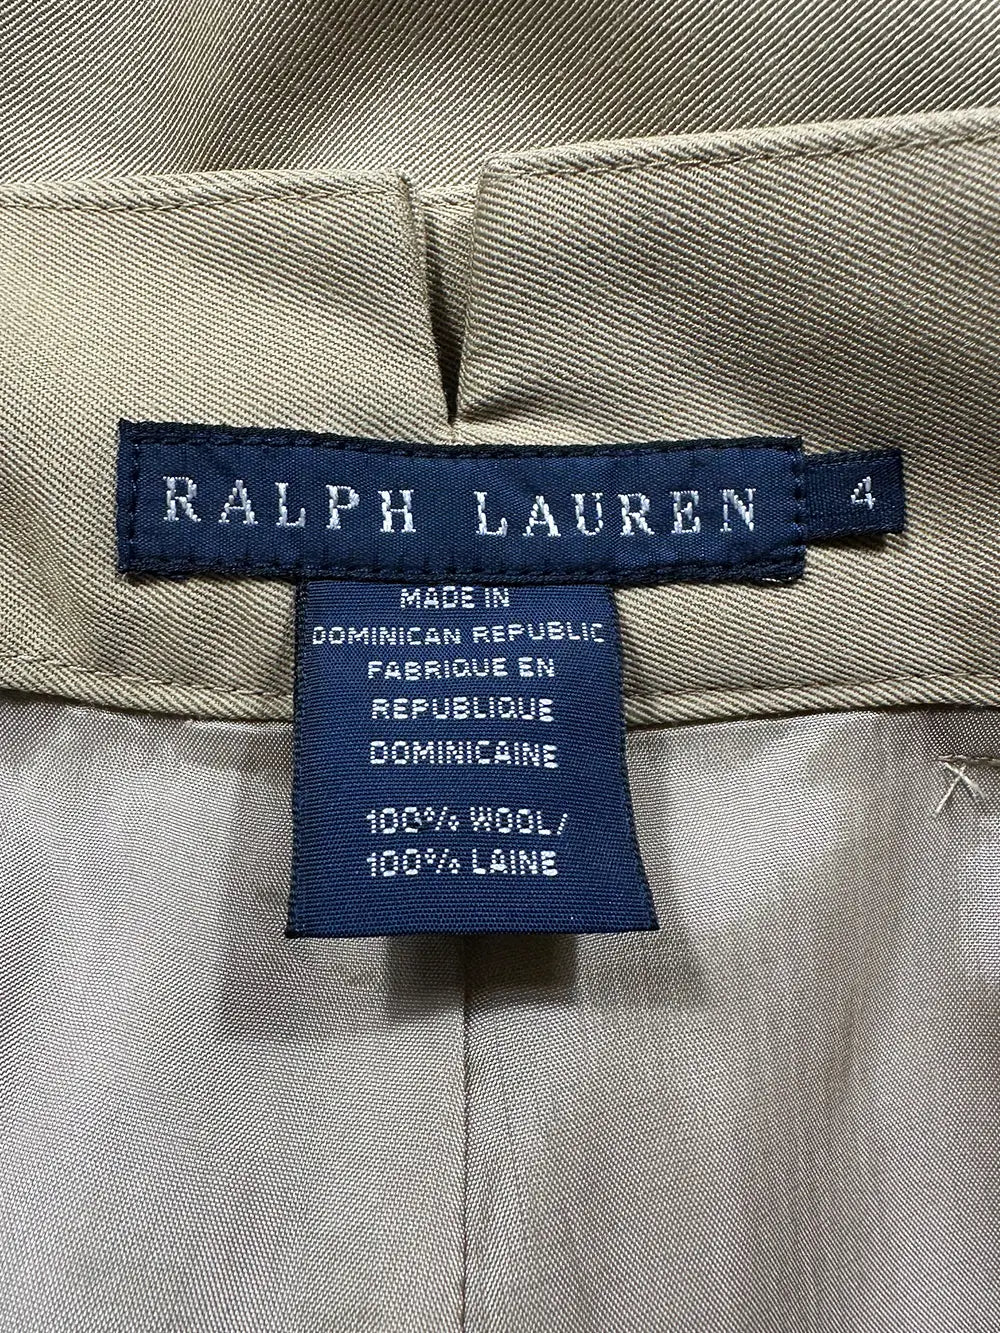 RALPH LAUREN 4
MADE IN
DOMINICAN REPUBLIC
FABRIQUE EN
REPUBLIQUE
DOMINICAINE
100% WOOL/
100% LAINE